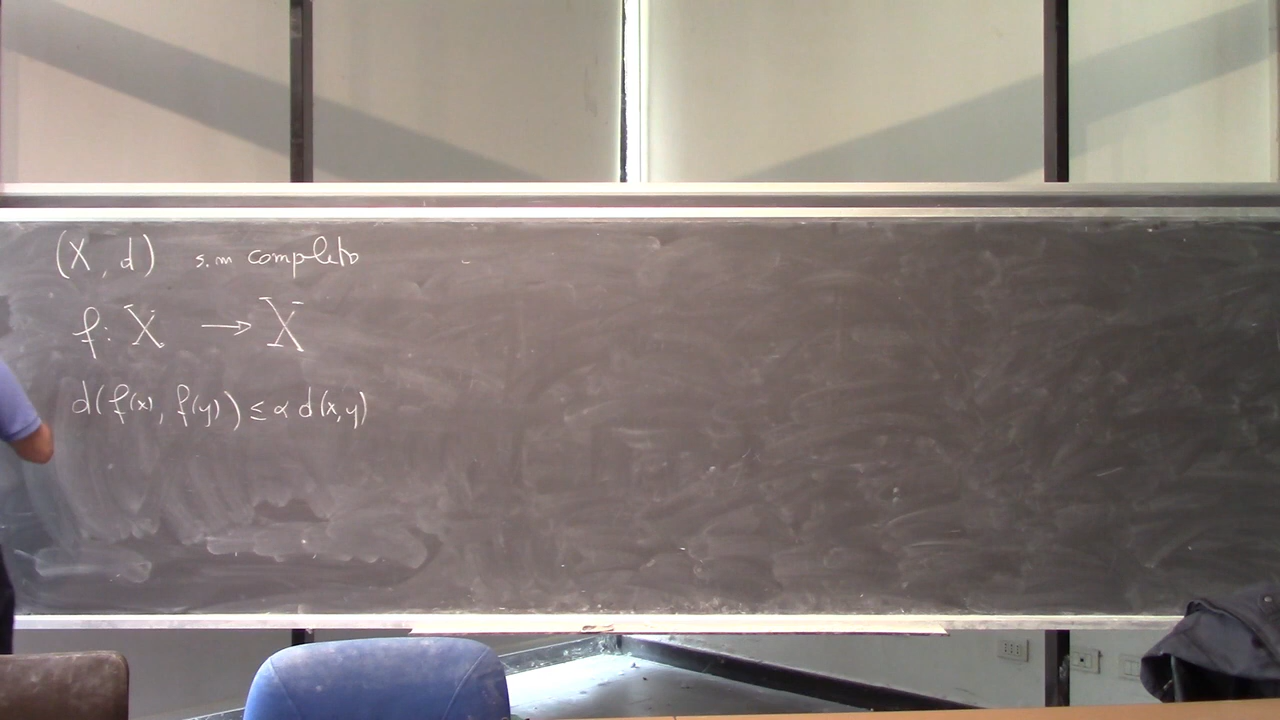 (X, d) s.m completo
f: X → X
d(f(x), f(y)) ≤ α d(x,y)